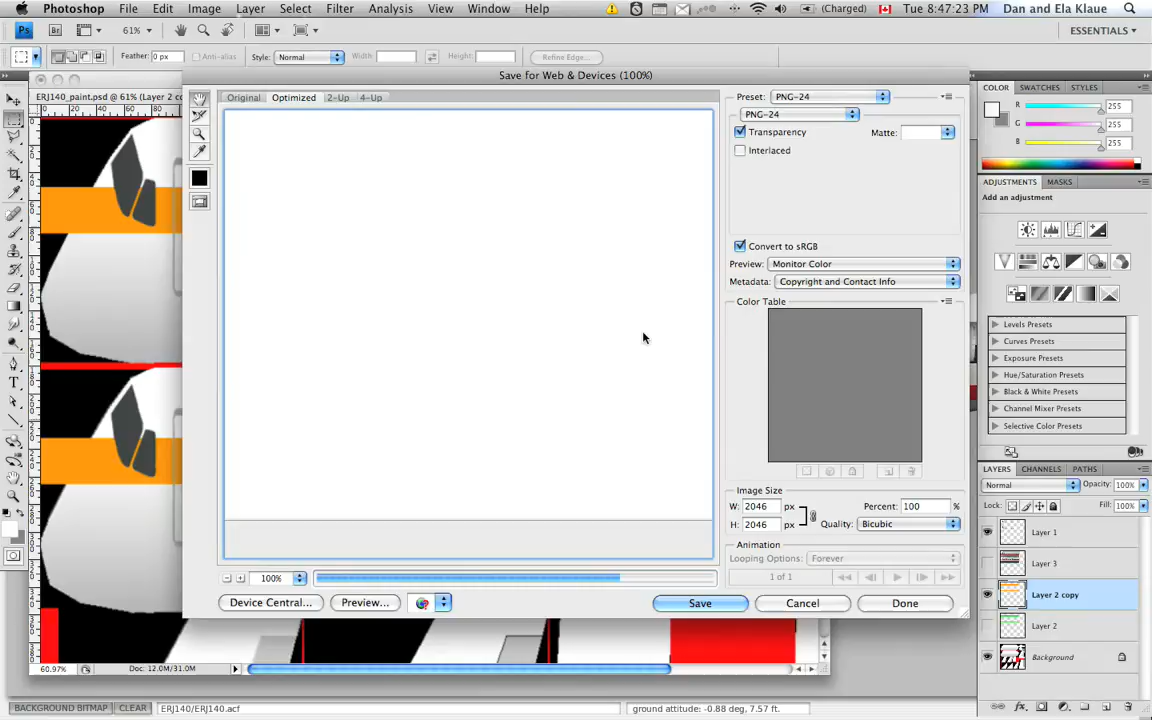 Photoshop File Edit Image Layer Select Filter Analysis View Window Help (Charged) Tue 8:47:23 PM Dan and Ela Klaue
Ps Br 61% ESSENTIALS
Feather: 0 px Anti-alias Style: Normal Width: Height: Refine Edge...
Save for Web & Devices (100%)
ERJ140_paint.psd @ 61% (Layer 2 co
Original Optimized 2-Up 4-Up
Preset: PNG-24
PNG-24
Transparency Matte:
Interlaced
Convert to sRGB
Preview: Monitor Color
Metadata: Copyright and Contact Info
Color Table
Image Size
W: 2046 px Percent: 100 %
H: 2046 px Quality: Bicubic
Animation
Looping Options: Forever
1 of 1
100%
Device Central... Preview... Save Cancel Done
COLOR SWATCHES STYLES
R 255
G 255
B 255
ADJUSTMENTS MASKS
Add an adjustment
Levels Presets
Curves Presets
Exposure Presets
Hue/Saturation Presets
Black & White Presets
Channel Mixer Presets
Selective Color Presets
LAYERS CHANNELS PATHS
Normal Opacity: 100%
Lock: Fill: 100%
Layer 1
Layer 3
Layer 2 copy
Layer 2
Background
60.97% Doc: 12.0M/31.0M
BACKGROUND BITMAP CLEAR ERJ140/ERJ140.acf ground attitude: -0.88 deg, 7.57 ft.